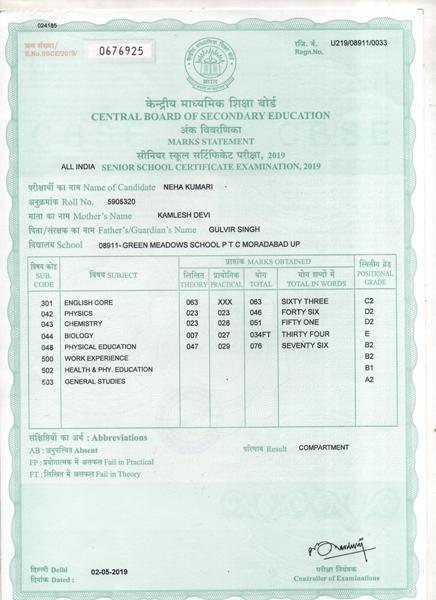 024185
क्रम संख्या/
S.No.SSCE/2019/ 0676925
रजि. नं. U219/08911/0033
Regn.No.
केन्द्रीय माध्यमिक शिक्षा बोर्ड
CENTRAL BOARD OF SECONDARY EDUCATION
अंक विवरणिका
MARKS STATEMENT
सीनियर स्कूल सर्टिफिकेट परीक्षा, 2019
ALL INDIA SENIOR SCHOOL CERTIFICATE EXAMINATION, 2019
परीक्षार्थी का नाम Name of Candidate NEHA KUMARI
अनुक्रमांक Roll No. 5905320
माता का नाम Mother's Name KAMLESH DEVI
पिता/संरक्षक का नाम Father's/Guardian's Name GULVIR SINGH
विद्यालय School 08911-GREEN MEADOWS SCHOOL P T C MORADABAD UP
प्राप्तांक MARKS OBTAINED
विषय कोड SUB. CODE विषय SUBJECT लिखित THEORY प्रायोगिक PRACTICAL योग TOTAL योग शब्दों में TOTAL IN WORDS स्थितीय ग्रेड POSITIONAL GRADE
301 ENGLISH CORE 063 XXX 063 SIXTY THREE C2
042 PHYSICS 023 023 046 FORTY SIX D2
043 CHEMISTRY 023 028 051 FIFTY ONE D2
044 BIOLOGY 007 027 034FT THIRTY FOUR E
048 PHYSICAL EDUCATION 047 029 076 SEVENTY SIX B2
500 WORK EXPERIENCE B2
502 HEALTH & PHY. EDUCATION B1
503 GENERAL STUDIES A2
संक्षिप्तियों का अर्थ : Abbreviations
AB : अनुपस्थित Absent परिणाम Result COMPARTMENT
FP : प्रयोगात्मक में असफल Fail in Practical
FT : लिखित में असफल Fail in Theory
दिल्ली Delhi
दिनांक Dated : 02-05-2019
परीक्षा नियंत्रक
Controller of Examinations